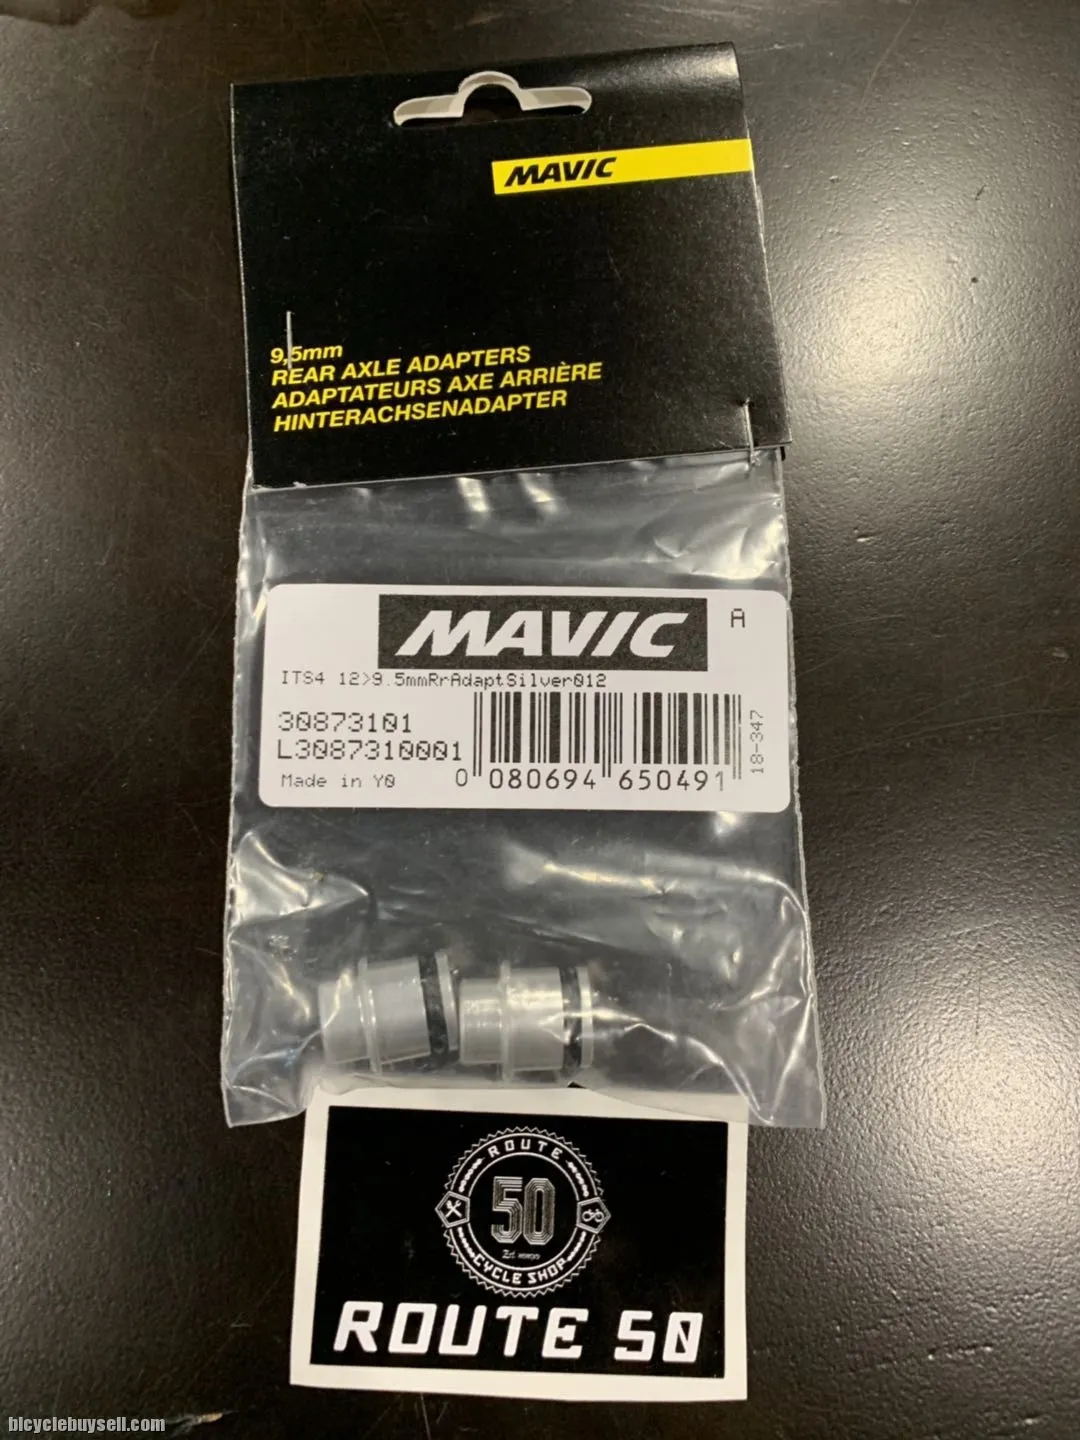 MAVIC
9,5mm
REAR AXLE ADAPTERS
ADAPTATEURS AXE ARRIÈRE
HINTERACHSENADAPTER
MAVIC
A
ITS4 12>9.5mmRrAdaptSilver012
30873101
L3087310001
Made in Y0
0 080694 650491
18-347
ROUTE
50
CYCLE SHOP
ROUTE 50
bicyclebuysell.com